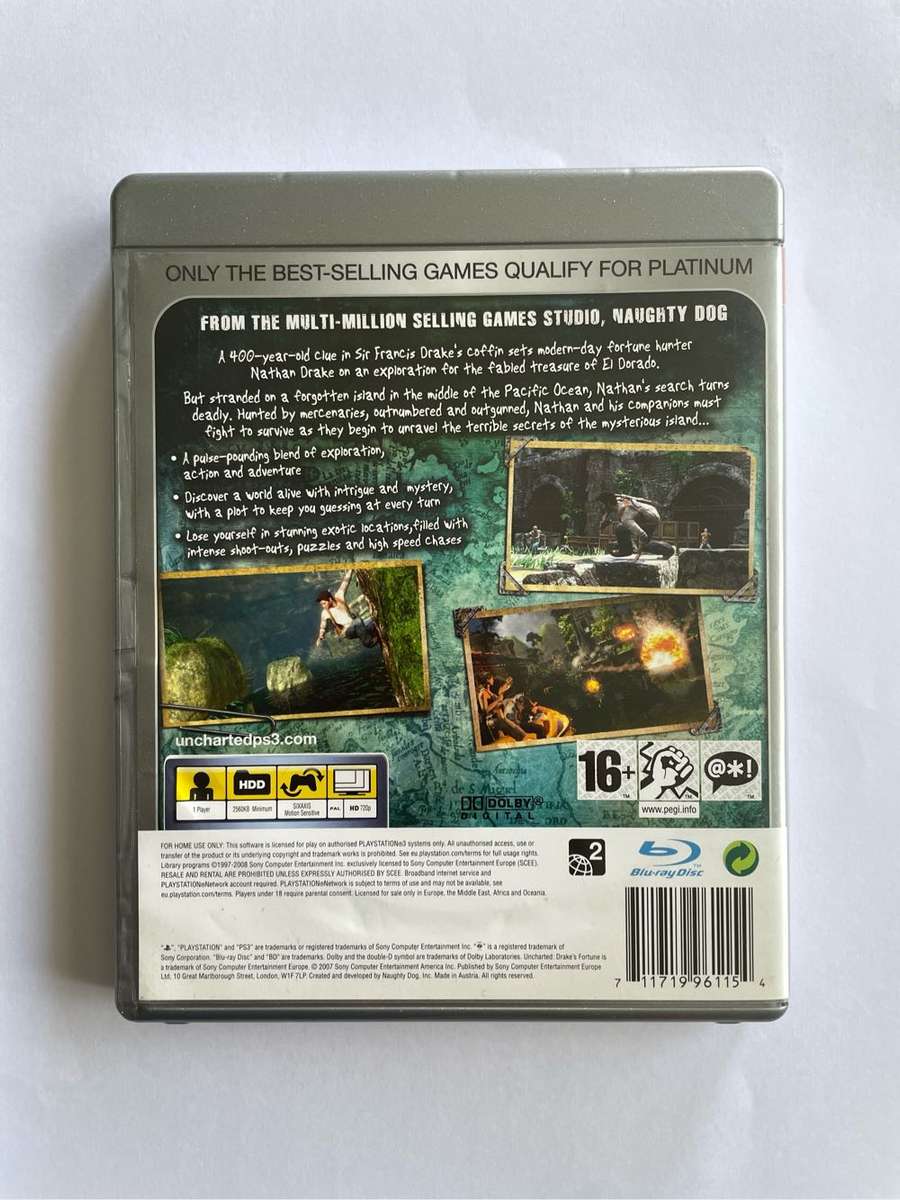 ONLY THE BEST-SELLING GAMES QUALIFY FOR PLATINUM
FROM THE MULTI-MILLION SELLING GAMES STUDIO, NAUGHTY DOG
A 400-year-old clue in Sir Francis Drake's coffin sets modern-day fortune hunter
Nathan Drake on an exploration for the fabled treasure of El Dorado.
But stranded on a forgotten island in the middle of the Pacific Ocean, Nathan's search turns
deadly. Hunted by mercenaries, outnumbered and outgunned, Nathan and his companions must
fight to survive as they begin to unravel the terrible secrets of the mysterious island...
• A pulse-pounding blend of exploration,
action and adventure
• Discover a world alive with intrigue and mystery,
with a plot to keep you guessing at every turn
• Lose yourself in stunning exotic locations, filled with
intense shoot-outs, puzzles and high speed chases
unchartedps3.com
HDD
1 Player
2560KB Minimum
SIXAXIS
Motion Sensitive
PAL
HD 720p
de S Miguel
DOLBY®
DIGITAL
16+
™
@*!
™
www.pegi.info
FOR HOME USE ONLY: This software is licensed for play on authorised PLAYSTATION®3 systems only. All unauthorised access, use or
transfer of the product or its underlying copyright and trademark works is prohibited. See eu.playstation.com/terms for full usage rights.
Library programs ©1997-2008 Sony Computer Entertainment Inc. exclusively licensed to Sony Computer Entertainment Europe (SCEE).
RESALE AND RENTAL ARE PROHIBITED UNLESS EXPRESSLY AUTHORISED BY SCEE. Broadband internet service and
PLAYSTATION®Network account required. PLAYSTATION®Network is subject to terms of use and may not be available, see
eu.playstation.com/terms. Players under 18 require parental consent. Licensed for sale only in Europe, the Middle East, Africa and Oceania.
2
Blu-ray Disc™
" ", "PLAYSTATION" and "PS3" are trademarks or registered trademarks of Sony Computer Entertainment Inc. " " is a registered trademark of
Sony Corporation. "Blu-ray Disc" and "BD" are trademarks. Dolby and the double-D symbol are trademarks of Dolby Laboratories. Uncharted: Drake's Fortune is
a trademark of Sony Computer Entertainment Europe. © 2007 Sony Computer Entertainment America Inc. Published by Sony Computer Entertainment Europe
Ltd, 10 Great Marlborough Street, London, W1F 7LP. Created and developed by Naughty Dog, Inc. Made in Austria. All rights reserved.
7 11719 96115 4